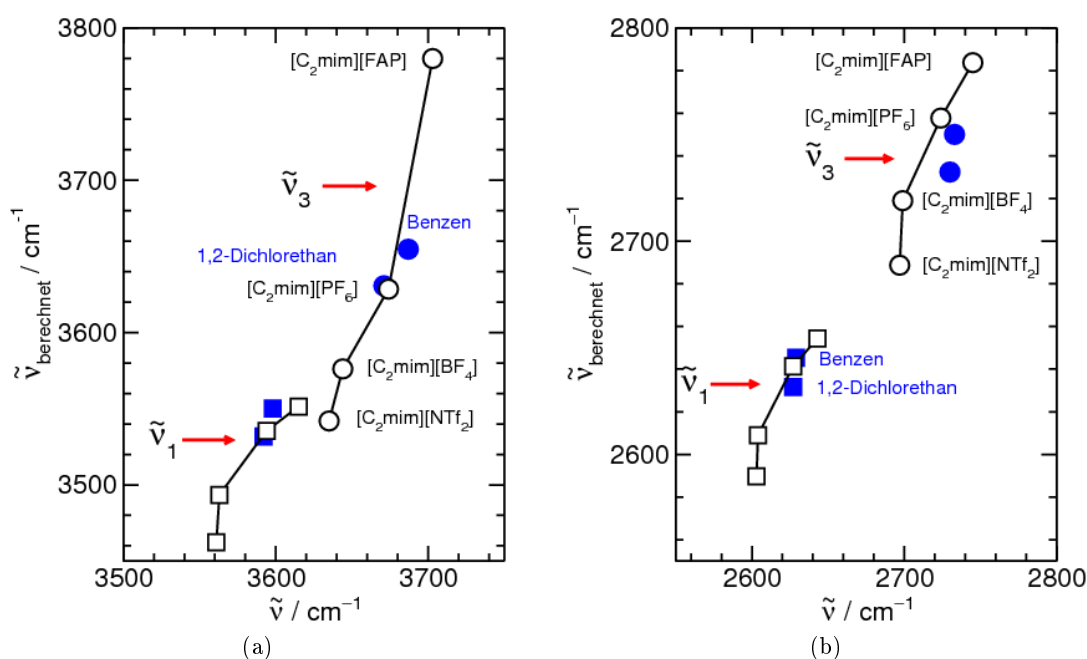 3800
3700
3600
3500
ν̃berechnet / cm-1
[C2mim][FAP]
ν̃3
Benzen
1,2-Dichlorethan
[C2mim][PF6]
[C2mim][BF4]
[C2mim][NTf2]
ν̃1
3500 3600 3700
ν̃ / cm−1
(a)
2800
2700
2600
ν̃berechnet / cm−1
[C2mim][FAP]
[C2mim][PF6]
ν̃3
[C2mim][BF4]
[C2mim][NTf2]
Benzen
ν̃1
1,2-Dichlorethan
2600 2700 2800
ν̃ / cm−1
(b)